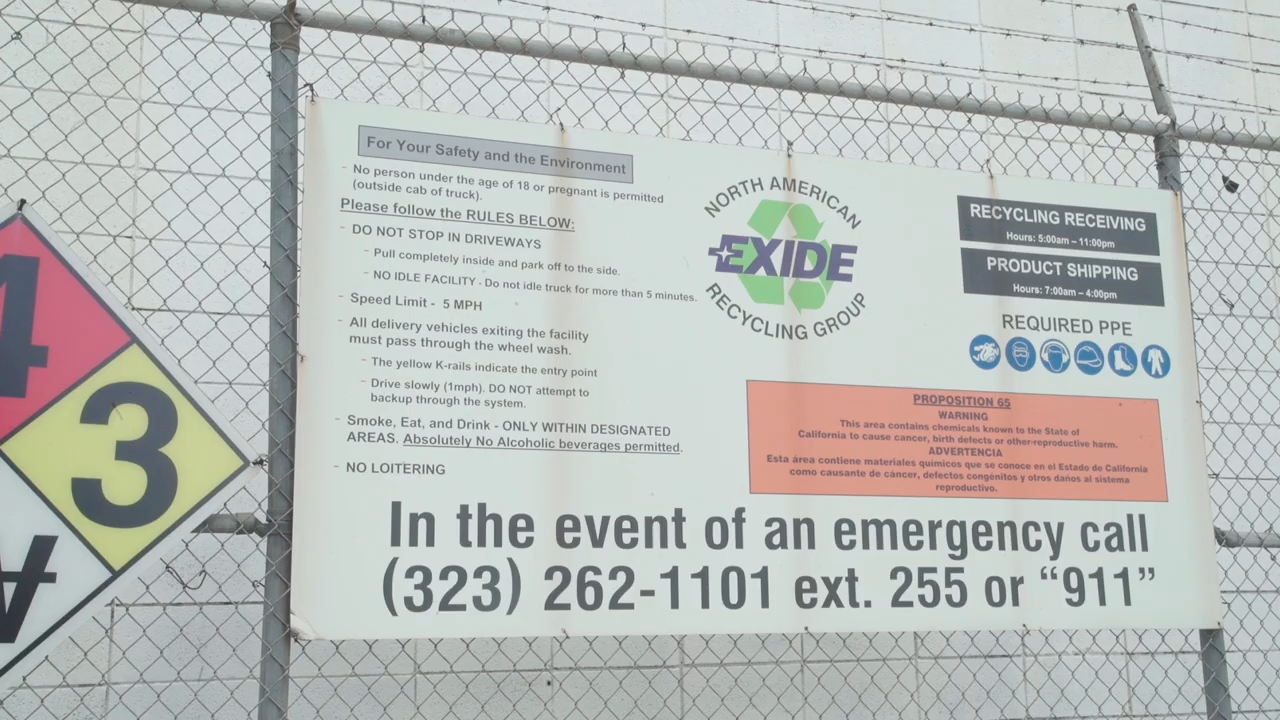 4
3
W
For Your Safety and the Environment
- No person under the age of 18 or pregnant is permitted
(outside cab of truck).
Please follow the RULES BELOW:
- DO NOT STOP IN DRIVEWAYS
- Pull completely inside and park off to the side.
- NO IDLE FACILITY - Do not idle truck for more than 5 minutes.
- Speed Limit - 5 MPH
- All delivery vehicles exiting the facility
must pass through the wheel wash.
- The yellow K-rails indicate the entry point
- Drive slowly (1mph). DO NOT attempt to
backup through the system.
- Smoke, Eat, and Drink - ONLY WITHIN DESIGNATED
AREAS. Absolutely No Alcoholic beverages permitted.
- NO LOITERING
NORTH AMERICAN
EXIDE
RECYCLING GROUP
RECYCLING RECEIVING
Hours: 5:00am – 11:00pm
PRODUCT SHIPPING
Hours: 7:00am – 4:00pm
REQUIRED PPE
PROPOSITION 65
WARNING
This area contains chemicals known to the State of
California to cause cancer, birth defects or other reproductive harm.
ADVERTENCIA
Esta área contiene materiales químicos que se conoce en el Estado de California
como causante de cáncer, defectos congénitos y otros daños al sistema
reproductivo.
In the event of an emergency call
(323) 262-1101 ext. 255 or “911”